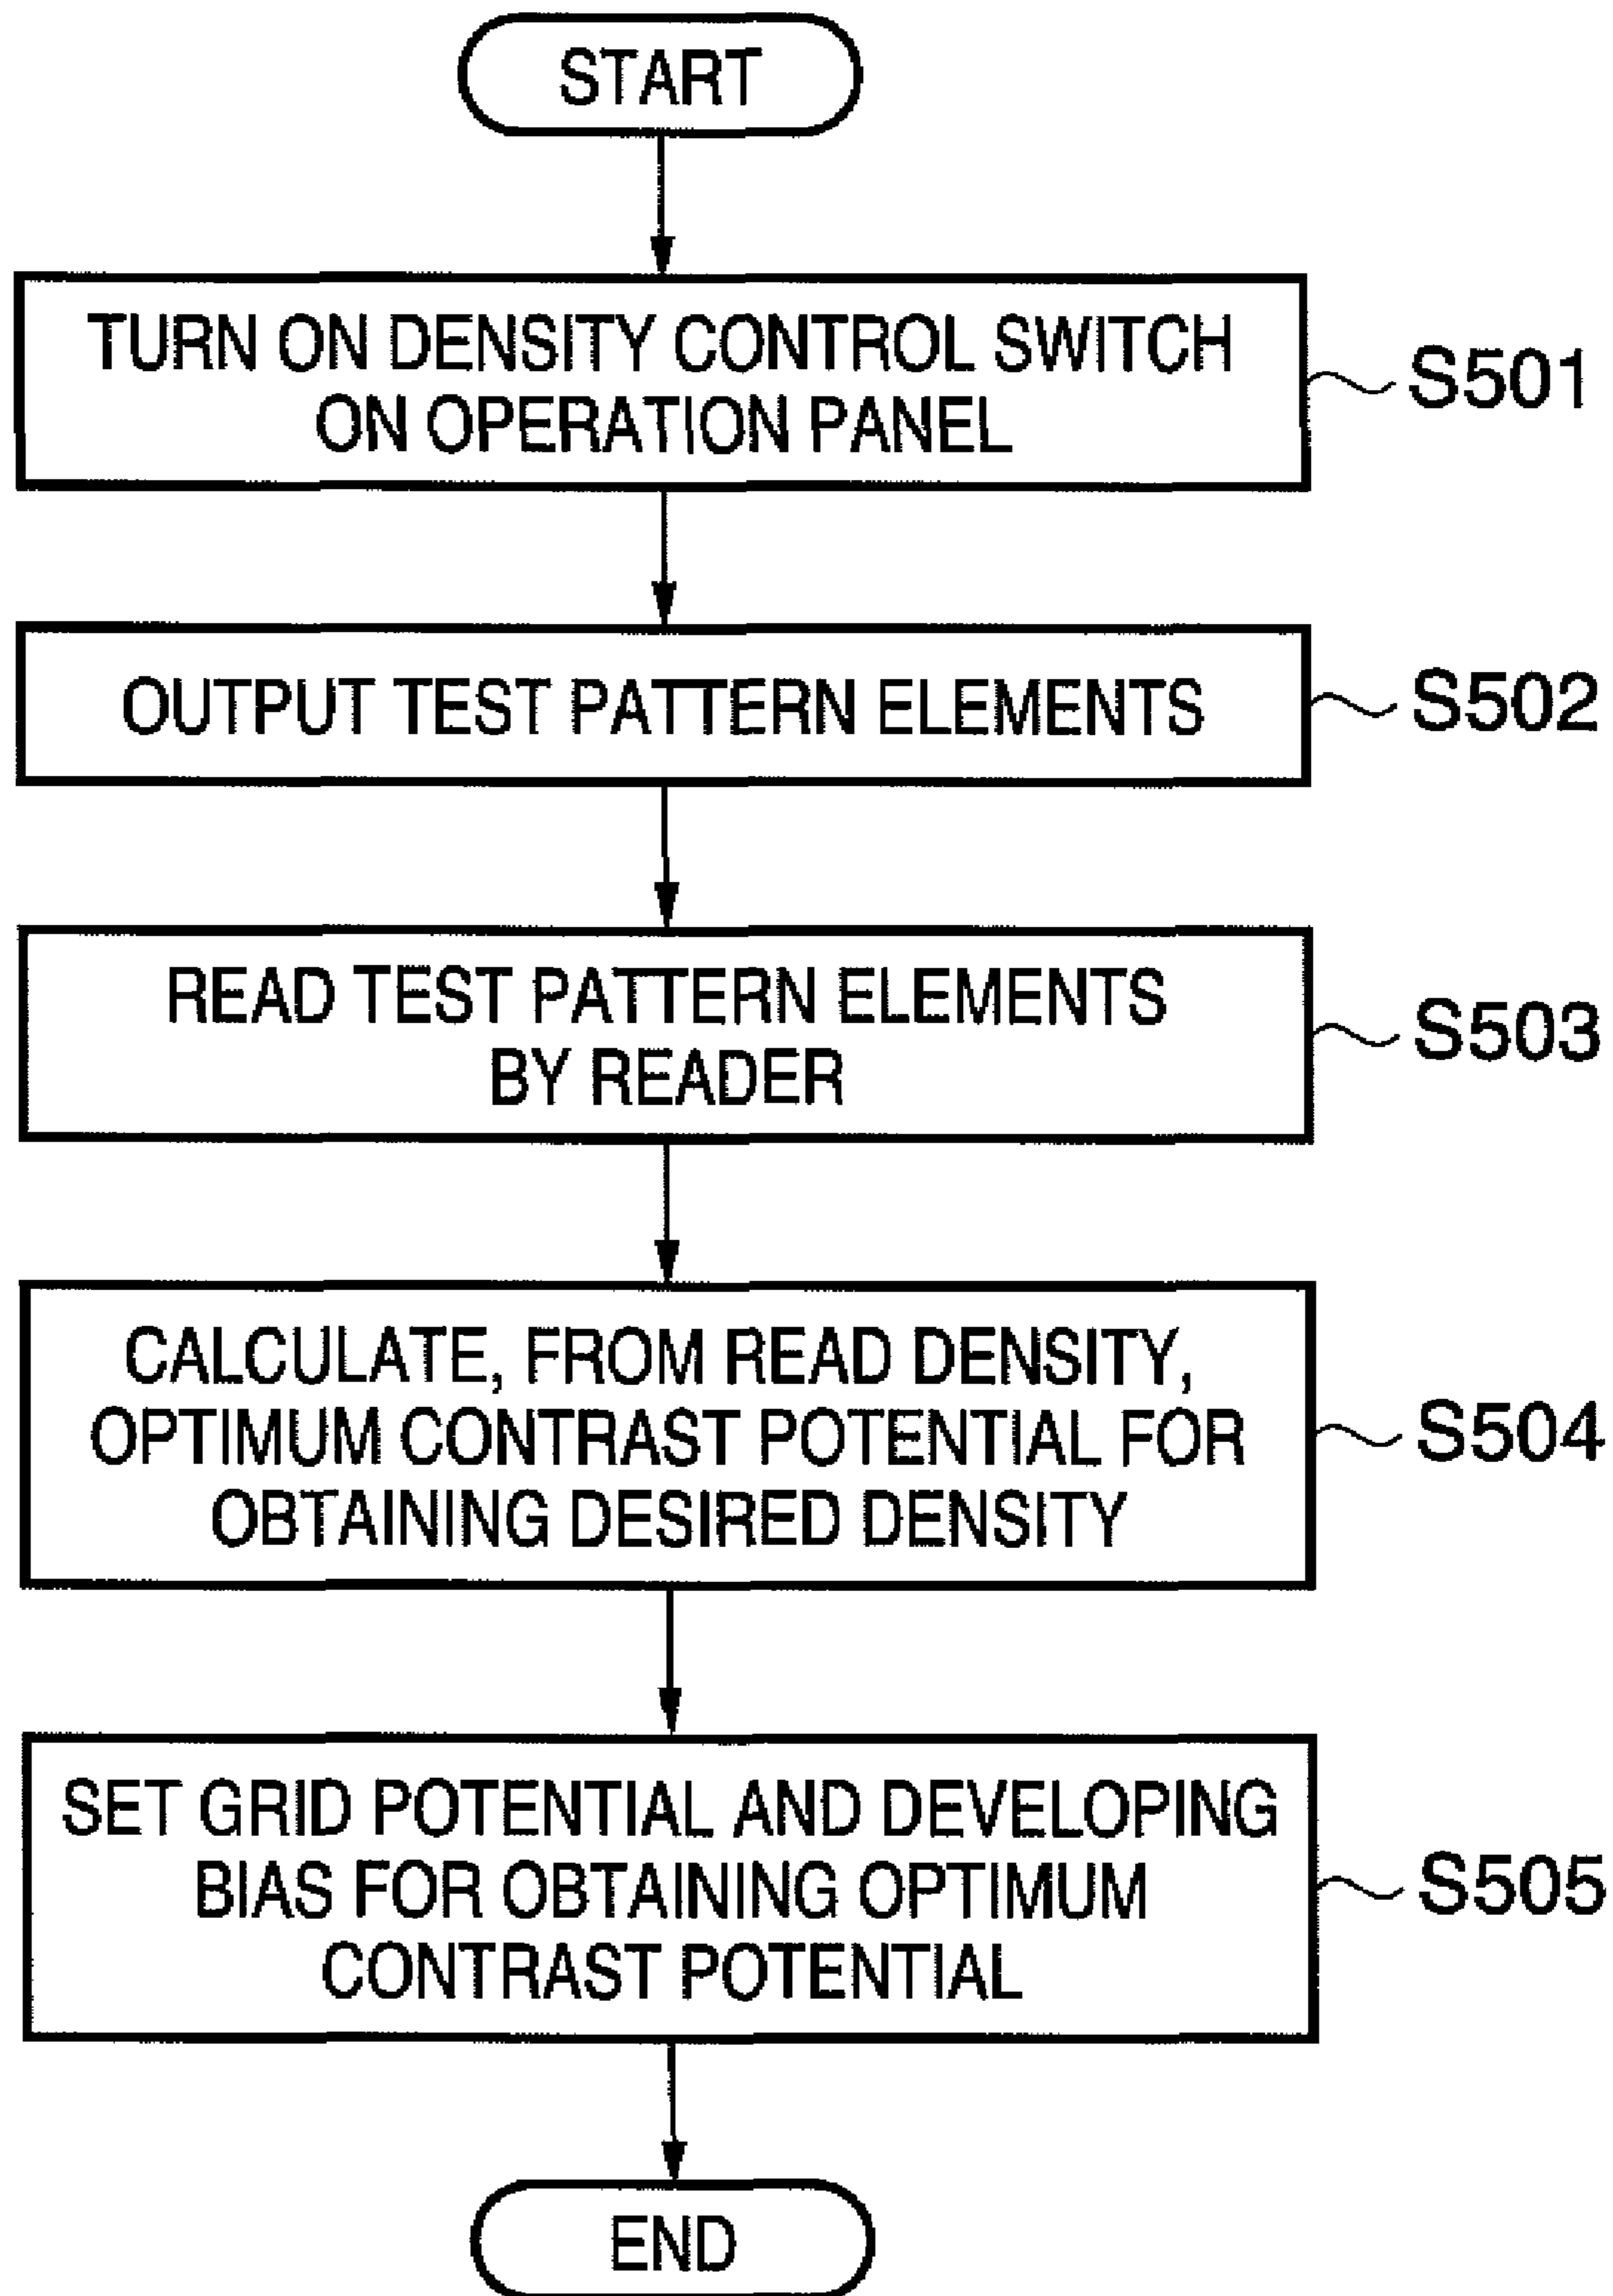 START
TURN ON DENSITY CONTROL SWITCH
ON OPERATION PANEL
S501
OUTPUT TEST PATTERN ELEMENTS
S502
READ TEST PATTERN ELEMENTS
BY READER
S503
CALCULATE, FROM READ DENSITY,
OPTIMUM CONTRAST POTENTIAL FOR
OBTAINING DESIRED DENSITY
S504
SET GRID POTENTIAL AND DEVELOPING
BIAS FOR OBTAINING OPTIMUM
CONTRAST POTENTIAL
S505
END